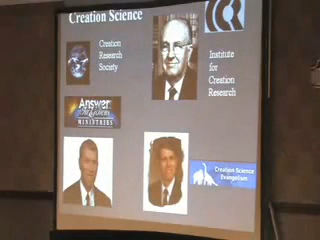 Creation Science
Creation
Research
Society
Institute
for
Creation
Research
Answers
MINISTRIES
Creation Science
Evangelism